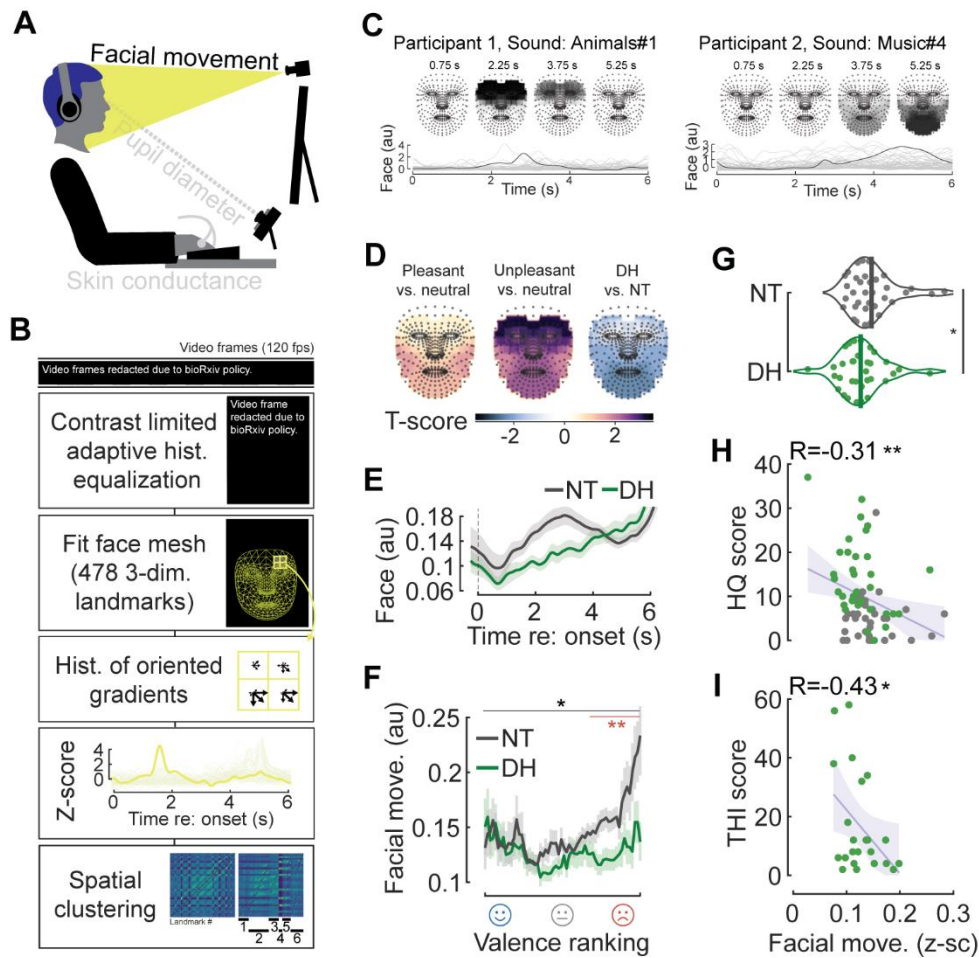 A
Facial movement
Pupil diameter
Skin conductance
B
Video frames (120 fps)
Video frames redacted due to bioRxiv policy.
Contrast limited
adaptive hist.
equalization
Video frame
redacted due to
bioRxiv policy.
Fit face mesh
(478 3-dim.
landmarks)
Hist. of oriented
gradients
Z-score
4
2
0
0 2 4 6
Time re: onset (s)
Spatial
clustering
Landmark #
1 3 5
2 4 6
C
Participant 1, Sound: Animals#1
0.75 s 2.25 s 3.75 s 5.25 s
Face (au)
4
2
0
0 2 4 6
Time (s)
Participant 2, Sound: Music#4
0.75 s 2.25 s 3.75 s 5.25 s
Face (au)
3
2
1
0
0 2 4 6
Time (s)
D
Pleasant
vs. neutral
Unpleasant
vs. neutral
DH
vs. NT
T-score
-2 0 2
E
NT DH
Face (au)
0.18
0.14
0.1
0.06
0 2 4 6
Time re: onset (s)
F
*
**
Facial move. (au)
0.25
0.2
0.15
0.1
NT
DH
Valence ranking
G
NT
DH
*
H
R=-0.31 **
HQ score
40
30
20
10
0
I
R=-0.43 *
THI score
60
40
20
0
0 0.1 0.2 0.3
Facial move. (z-sc)